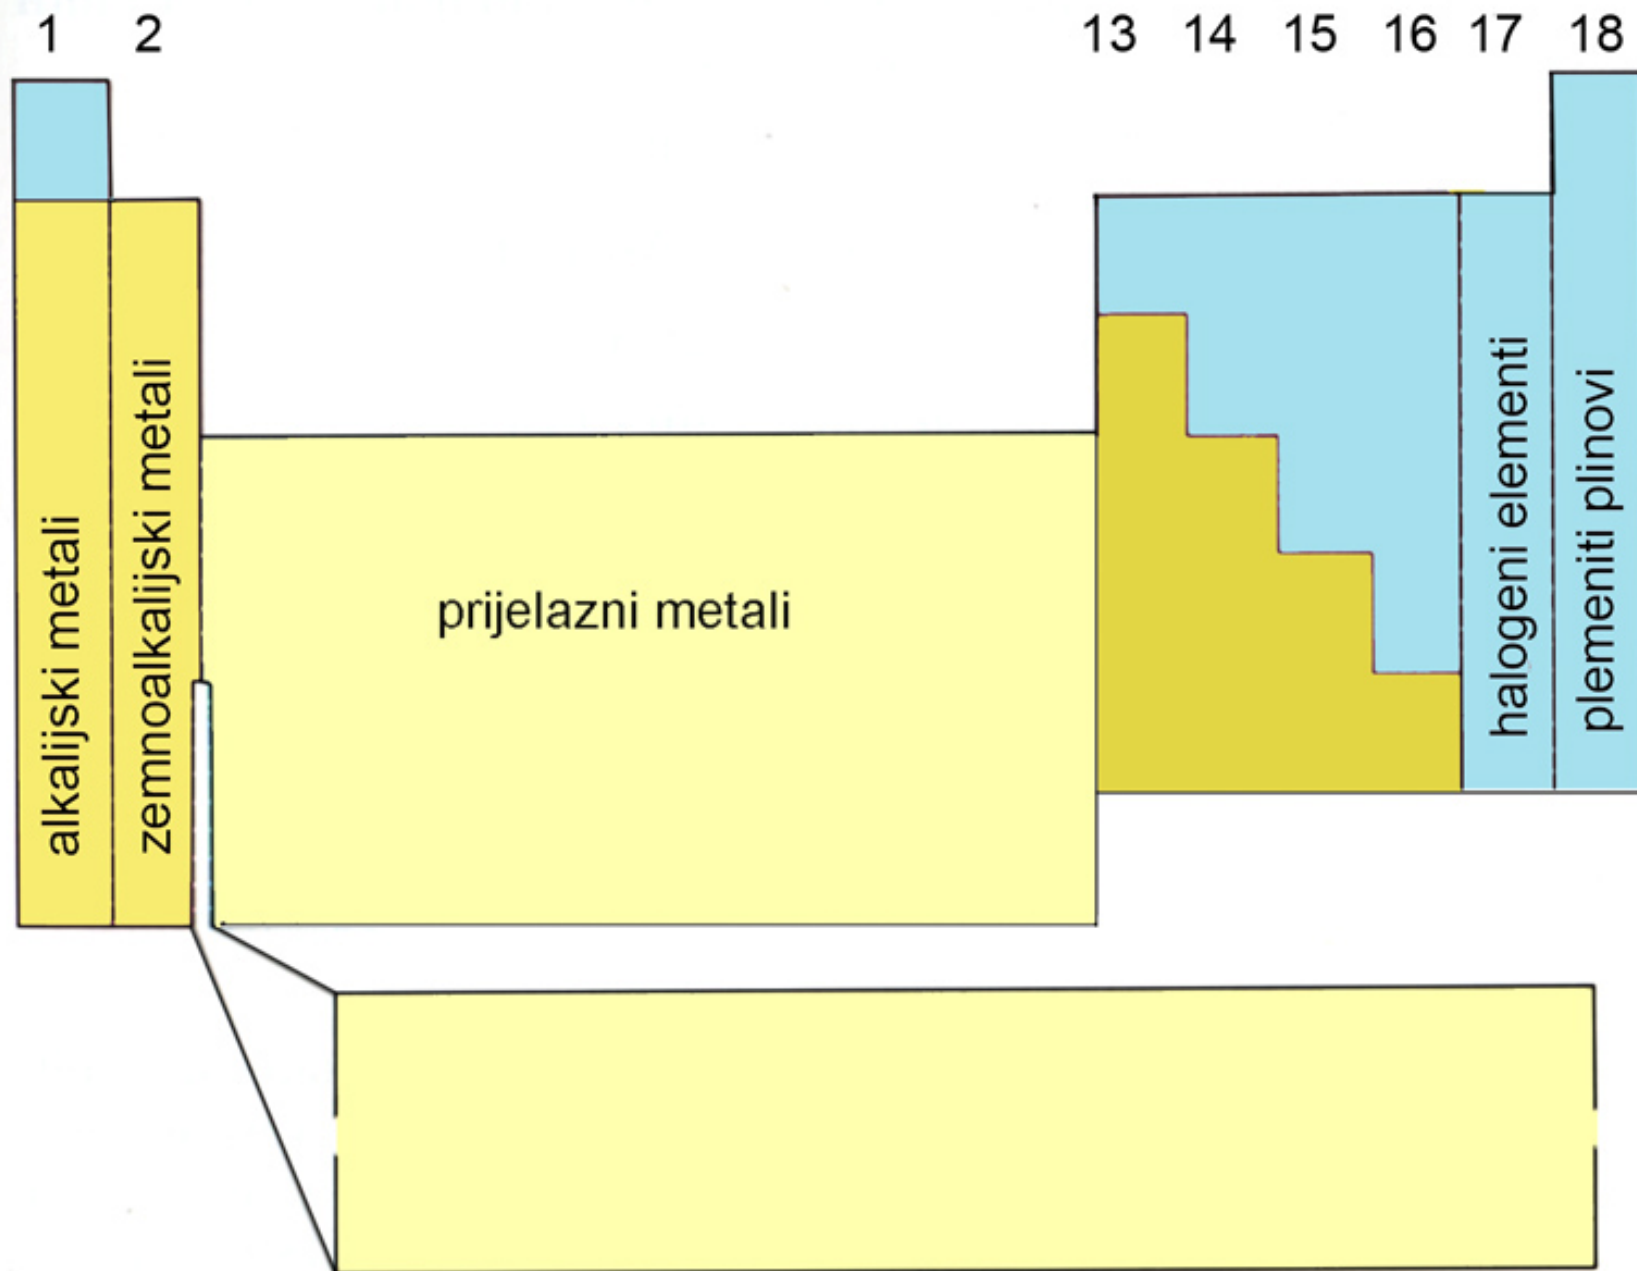 1 2 13 14 15 16 17 18
alkalijski metali
zemnoalkalijski metali
prijelazni metali
halogeni elementi
plemeniti plinovi